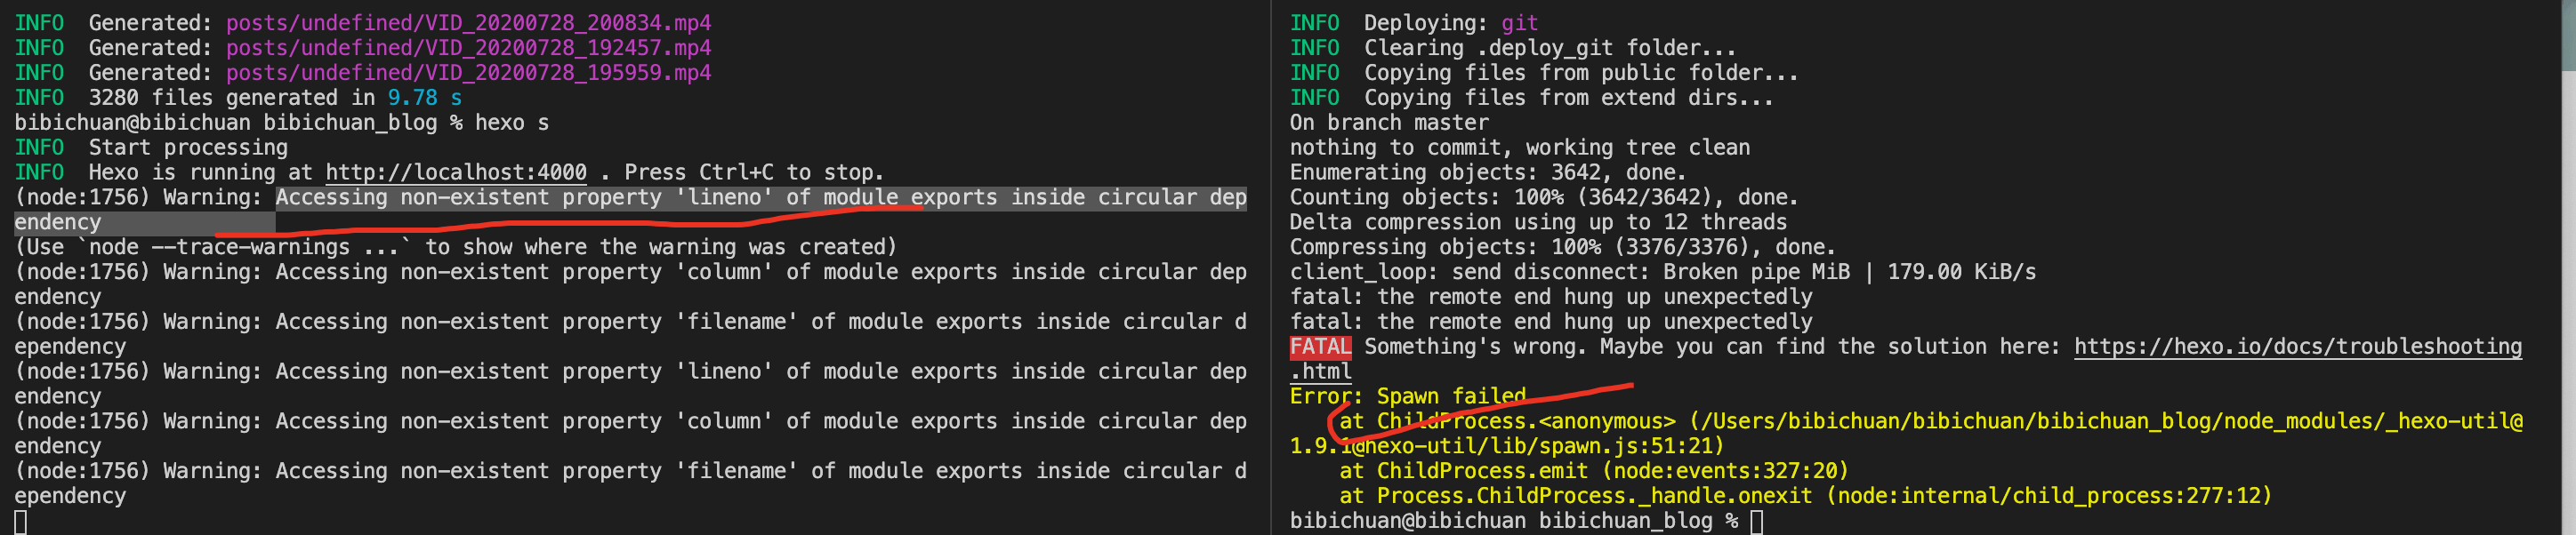 INFO  Generated: posts/undefined/VID_20200728_200834.mp4
INFO  Generated: posts/undefined/VID_20200728_192457.mp4
INFO  Generated: posts/undefined/VID_20200728_195959.mp4
INFO  3280 files generated in 9.78 s
bibichuan@bibichuan bibichuan_blog % hexo s
INFO  Start processing
INFO  Hexo is running at http://localhost:4000 . Press Ctrl+C to stop.
(node:1756) Warning: Accessing non-existent property 'lineno' of module exports inside circular dep
endency
(Use `node --trace-warnings ...` to show where the warning was created)
(node:1756) Warning: Accessing non-existent property 'column' of module exports inside circular dep
endency
(node:1756) Warning: Accessing non-existent property 'filename' of module exports inside circular d
ependency
(node:1756) Warning: Accessing non-existent property 'lineno' of module exports inside circular dep
endency
(node:1756) Warning: Accessing non-existent property 'column' of module exports inside circular dep
endency
(node:1756) Warning: Accessing non-existent property 'filename' of module exports inside circular d
ependency
INFO  Deploying: git
INFO  Clearing .deploy_git folder...
INFO  Copying files from public folder...
INFO  Copying files from extend dirs...
On branch master
nothing to commit, working tree clean
Enumerating objects: 3642, done.
Counting objects: 100% (3642/3642), done.
Delta compression using up to 12 threads
Compressing objects: 100% (3376/3376), done.
client_loop: send disconnect: Broken pipe MiB | 179.00 KiB/s
fatal: the remote end hung up unexpectedly
fatal: the remote end hung up unexpectedly
FATAL Something's wrong. Maybe you can find the solution here: https://hexo.io/docs/troubleshooting
.html
Error: Spawn failed
    at ChildProcess.<anonymous> (/Users/bibichuan/bibichuan/bibichuan_blog/node_modules/_hexo-util@
1.9.1@hexo-util/lib/spawn.js:51:21)
    at ChildProcess.emit (node:events:327:20)
    at Process.ChildProcess._handle.onexit (node:internal/child_process:277:12)
bibichuan@bibichuan bibichuan_blog %